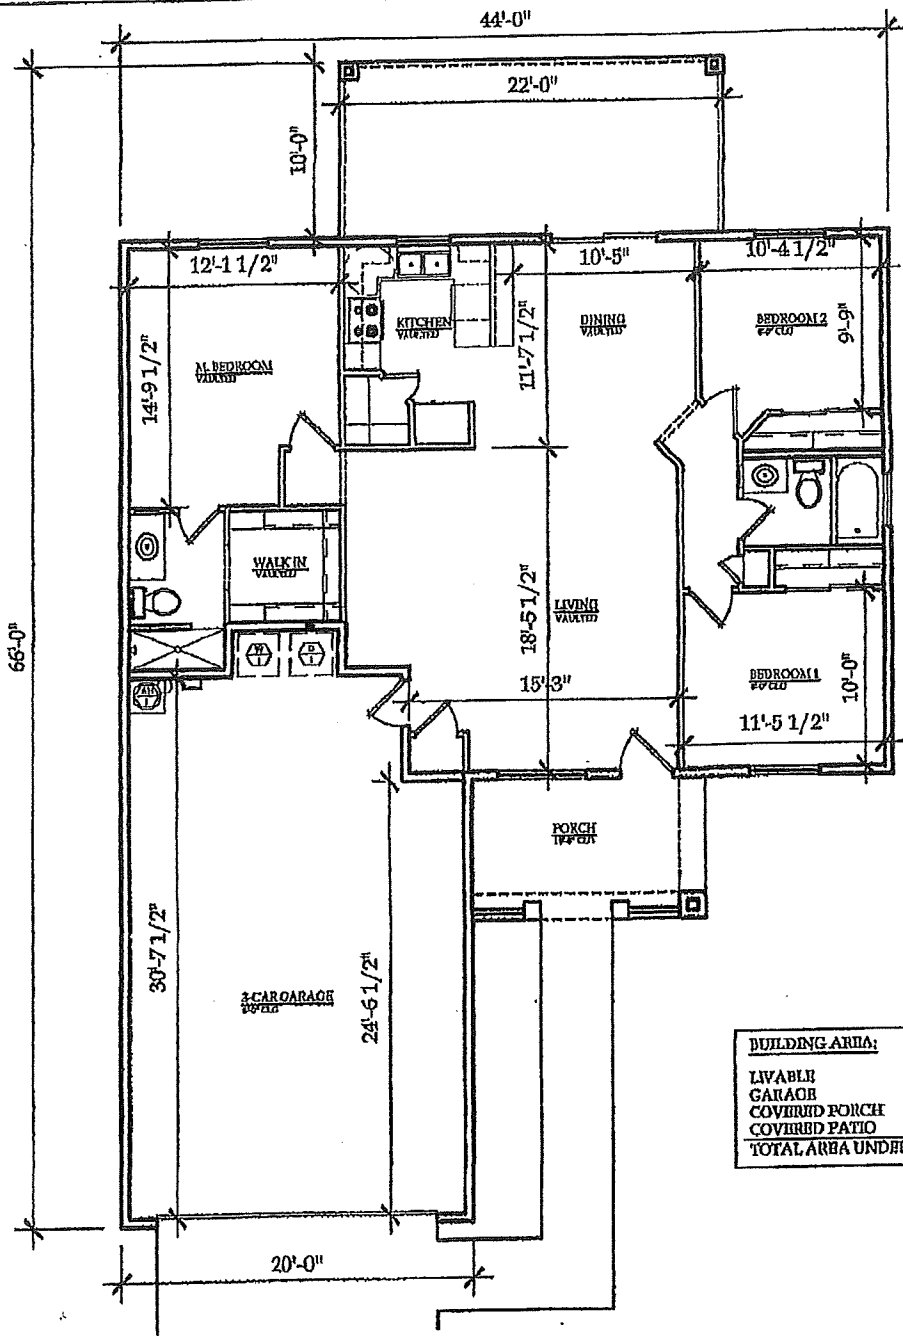 44'-0"
22'-0"
10'-0"
12'-1 1/2"
10'-5"
10'-4 1/2"
KITCHEN
VAULTED
DINING
VAULTED
BEDROOM 2
9'-9"
M. BEDROOM
VAULTED
14'-9 1/2"
11'-7 1/2"
WALK IN
VAULTED
LIVING
VAULTED
18'-5 1/2"
66'-0"
15'-3"
BEDROOM 1
10'-0"
11'-5 1/2"
PORCH
30'-7 1/2"
24'-6 1/2"
2-CAR GARAGE
20'-0"
BUILDING AREA:
LIVABLE
GARAGE
COVERED PORCH
COVERED PATIO
TOTAL AREA UNDE